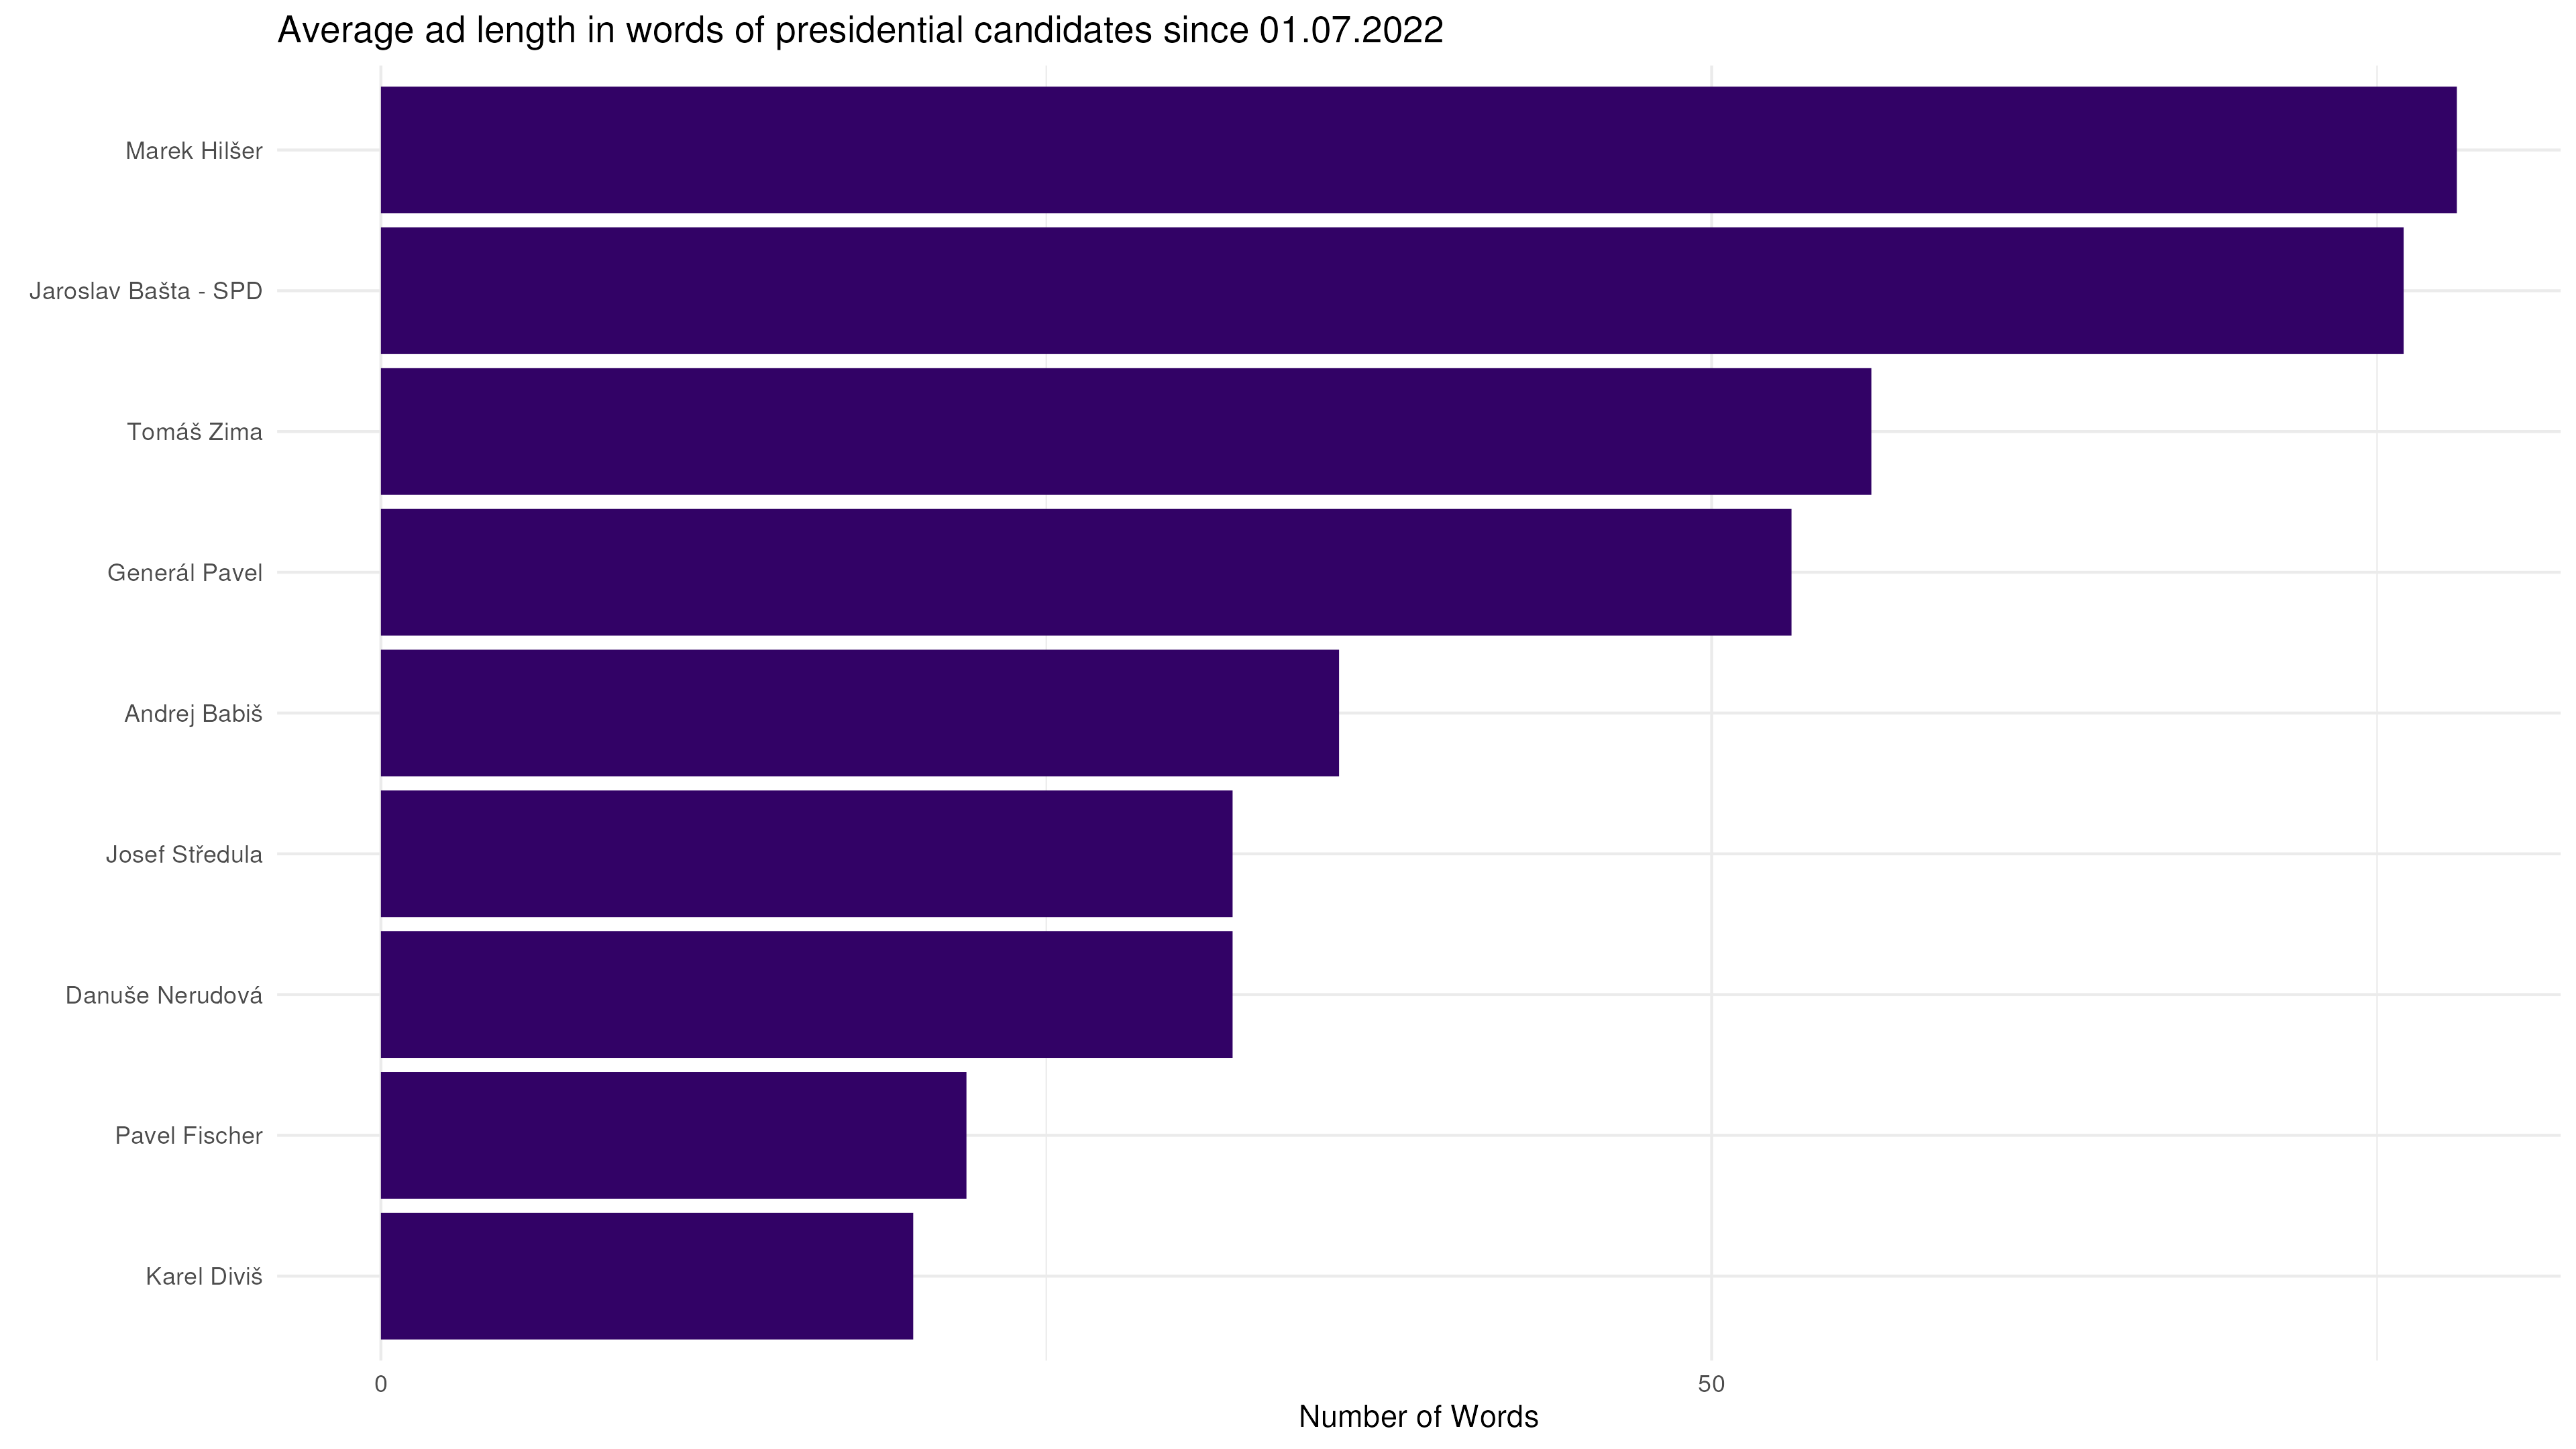 Average ad length in words of presidential candidates since 01.07.2022
Marek Hilšer
Jaroslav Bašta - SPD
Tomáš Zima
Generál Pavel
Andrej Babiš
Josef Středula
Danuše Nerudová
Pavel Fischer
Karel Diviš
0
50
Number of Words